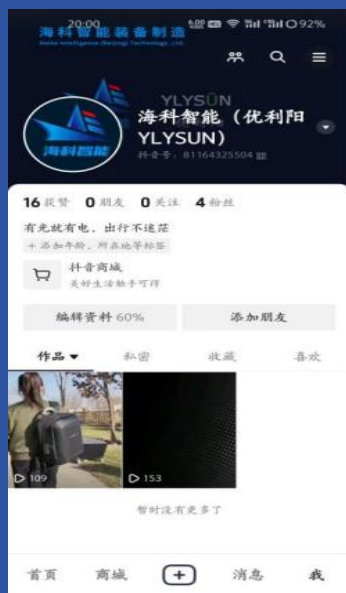 20:00
92%
海科智能装备制造
YLYSUN
海科智能（优利阳
YLYSUN）
海科智能
抖音号：81164325504
16 获赞 0 朋友 0 关注 4 粉丝
有光就有电，出行不迷茫
+ 添加年龄、所在地等标签
抖音商城
美好生活触手可得
编辑资料 60%
添加朋友
作品 私密 收藏 喜欢
109
153
暂时没有更多了
首页 商城 + 消息 我